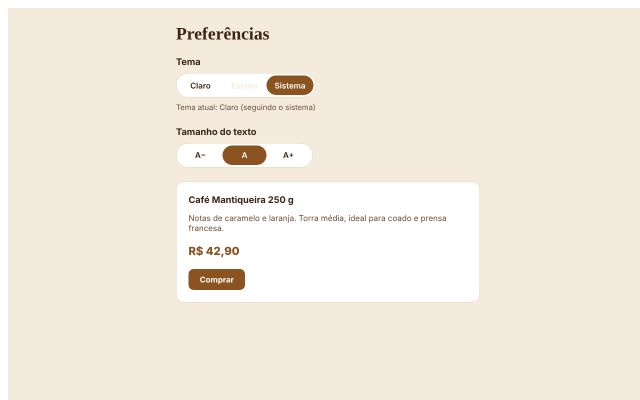 Preferências
Tema
Claro Escuro Sistema
Tema atual: Claro (seguindo o sistema)
Tamanho do texto
A− A A+
Café Mantiqueira 250 g
Notas de caramelo e laranja. Torra média, ideal para coado e prensa
francesa.
R$ 42,90
Comprar